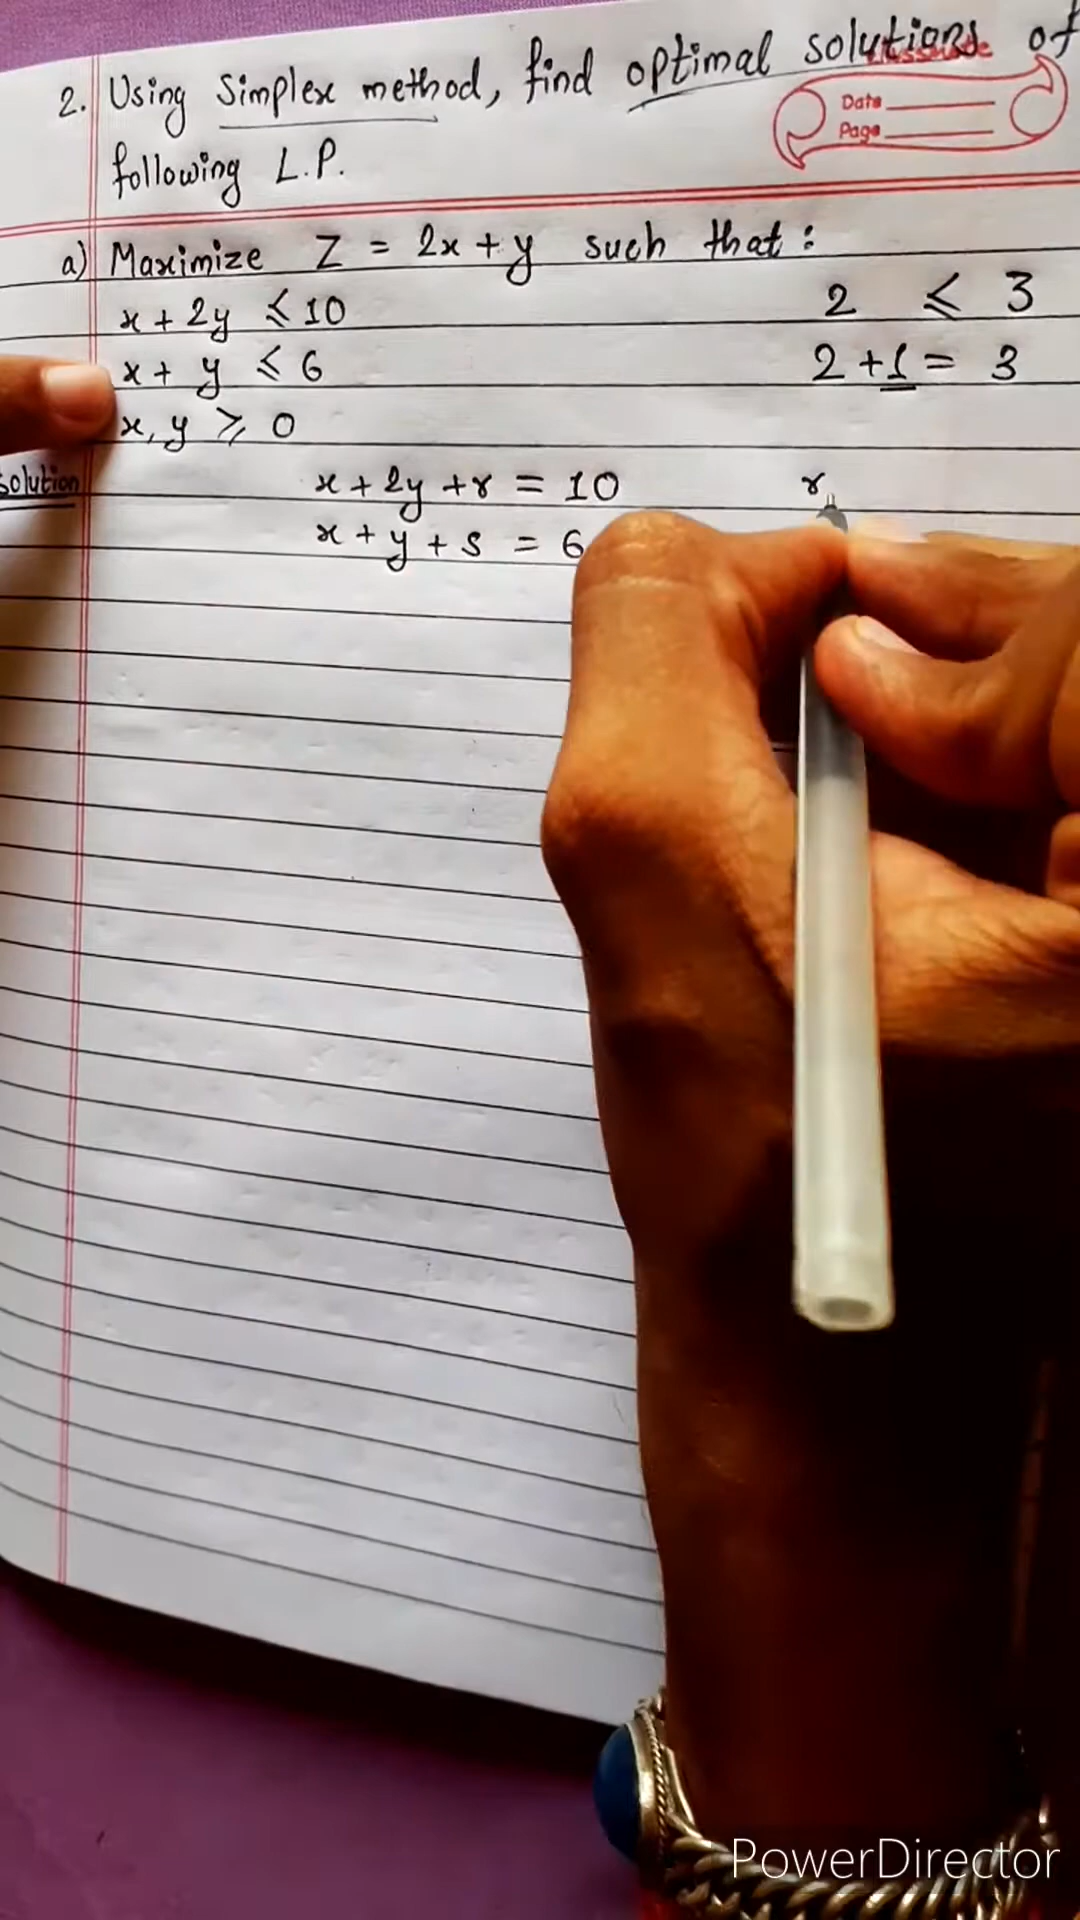 2. Using Simplex method, find optimal solutions of
following L.P.
Date
Page
a) Maximize Z = 2x + y such that :
x + 2y ≤ 10
2 ≤ 3
x + y ≤ 6
2 + 1 = 3
x, y ≥ 0
Solution
x + 2y + r = 10
r
x + y + s = 6
PowerDirector